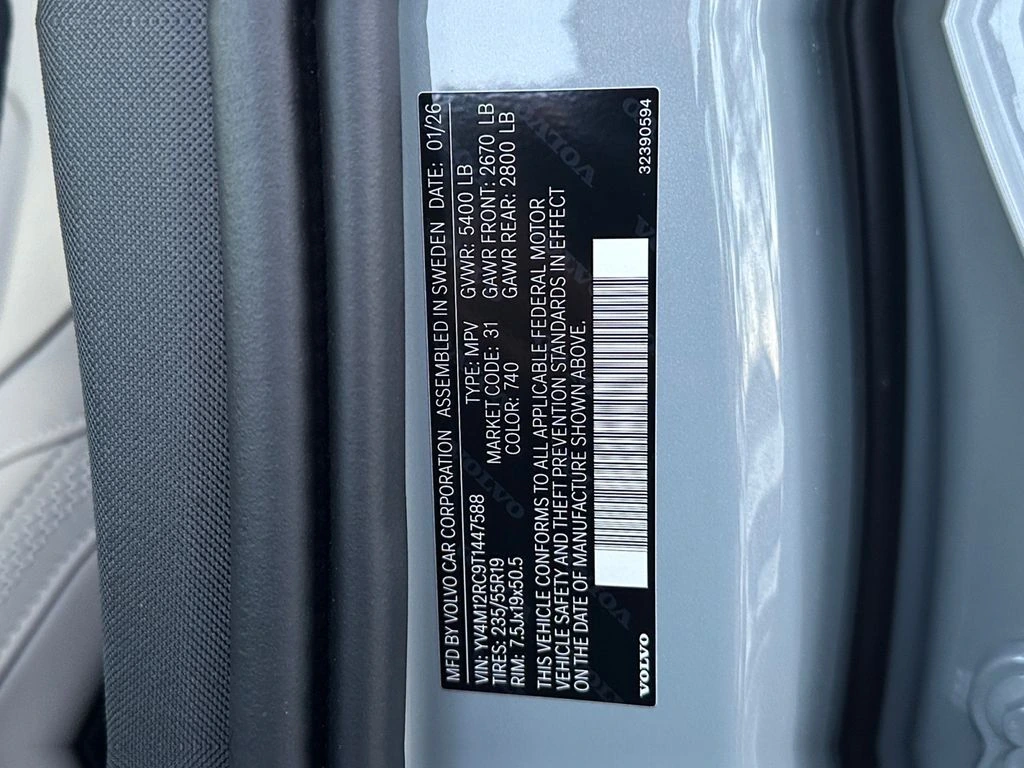 MFD BY VOLVO CAR CORPORATION ASSEMBLED IN SWEDEN DATE: 01/26
VIN: YV4M12RC9T1447588 TYPE: MPV GVWR: 5400 LB
TIRES: 235/55R19 MARKET CODE: 31 GAWR FRONT: 2670 LB
RIM: 7.5Jx19x50.5 COLOR: 740 GAWR REAR: 2800 LB
THIS VEHICLE CONFORMS TO ALL APPLICABLE FEDERAL MOTOR
VEHICLE SAFETY AND THEFT PREVENTION STANDARDS IN EFFECT
ON THE DATE OF MANUFACTURE SHOWN ABOVE.
VOLVO 32390594